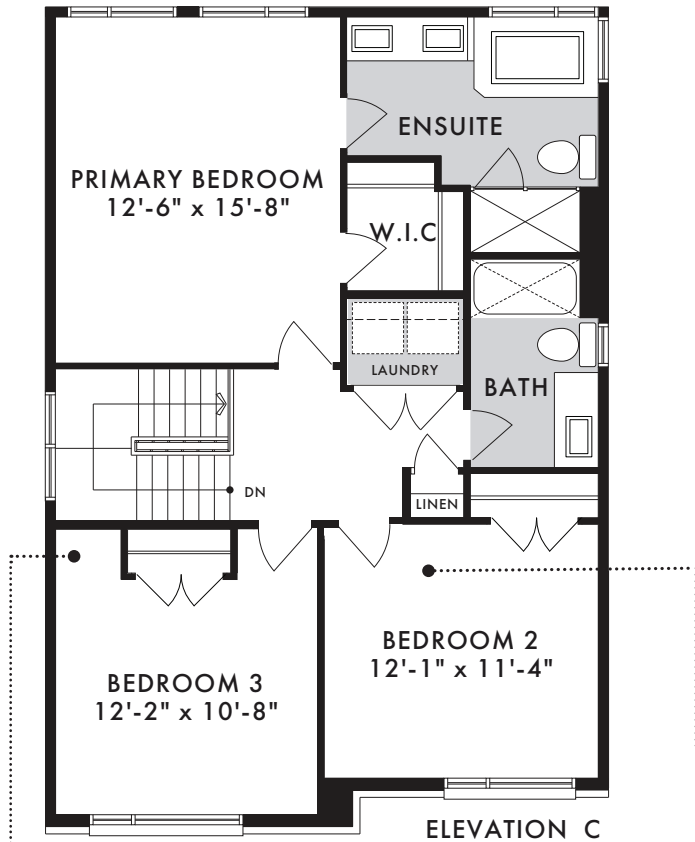 ENSUITE
PRIMARY BEDROOM
12'-6" x 15'-8"
W.I.C
LAUNDRY
BATH
DN
LINEN
BEDROOM 2
12'-1" x 11'-4"
BEDROOM 3
12'-2" x 10'-8"
ELEVATION C